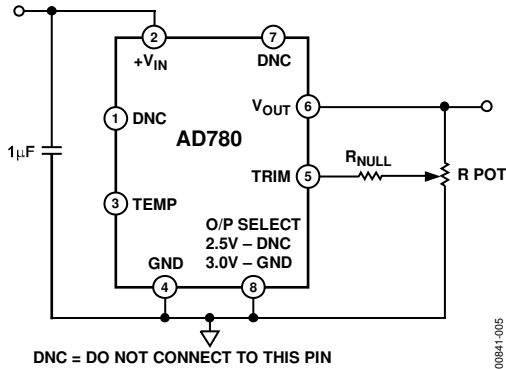 2
7
+VIN
DNC
1
DNC
VOUT
6
AD780
1μF
RNULL
TRIM
5
R POT
3
TEMP
O/P SELECT
2.5V – DNC
3.0V – GND
GND
4
8
DNC = DO NOT CONNECT TO THIS PIN
00841-005